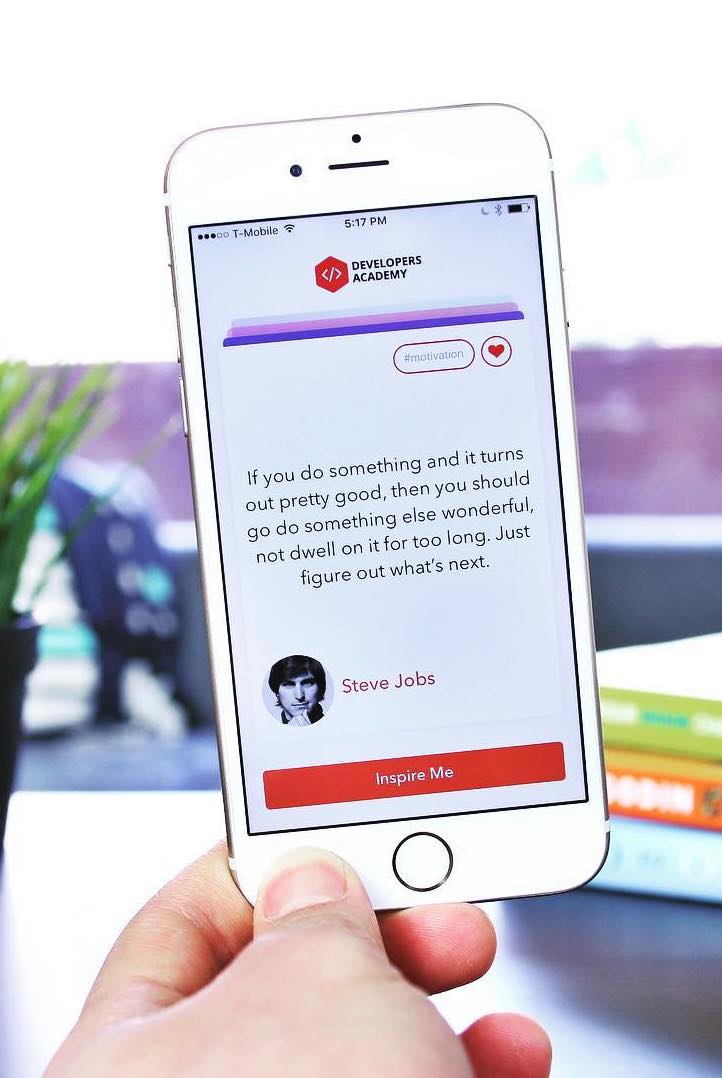 T-Mobile
5:17 PM
DEVELOPERS
ACADEMY
#motivation
If you do something and it turns
out pretty good, then you should
go do something else wonderful,
not dwell on it for too long. Just
figure out what's next.
Steve Jobs
Inspire Me